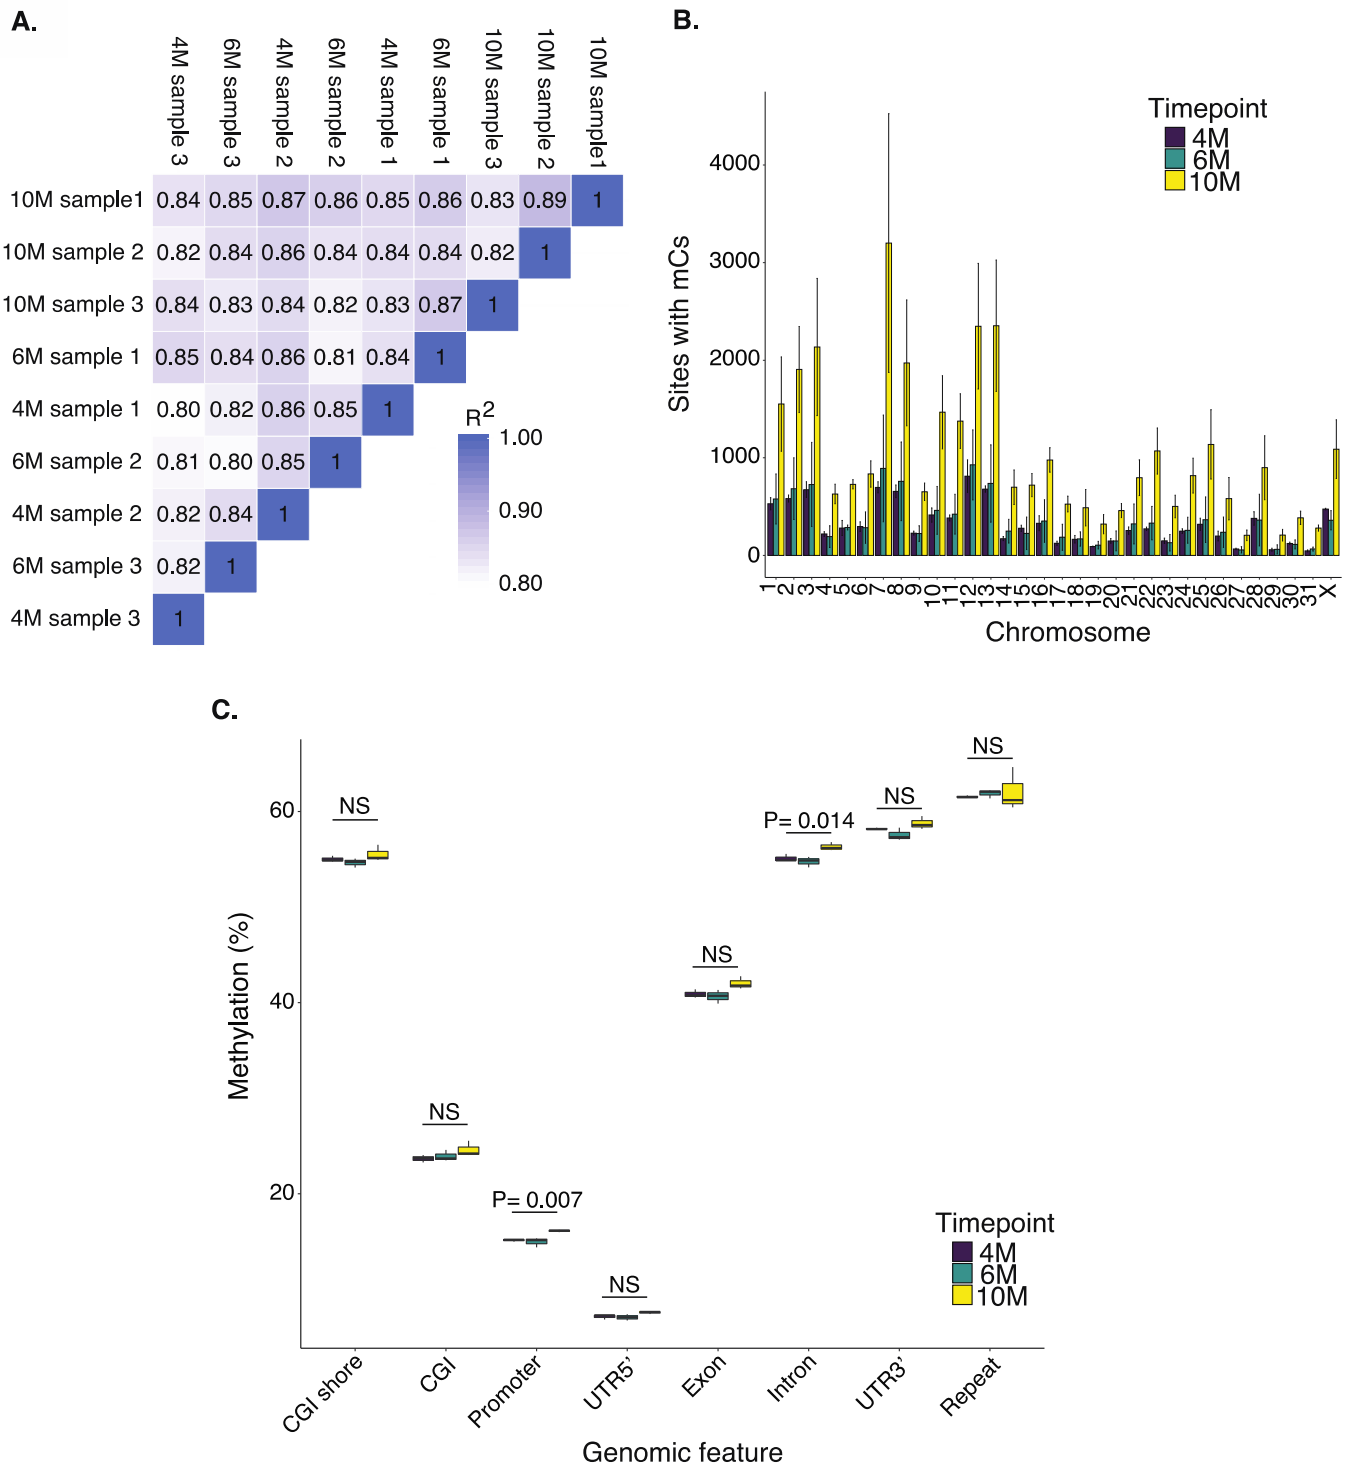 A.
4M sample 3 6M sample 3 4M sample 2 6M sample 2 4M sample 1 6M sample 1 10M sample 3 10M sample 2 10M sample1
10M sample1 0.84 0.85 0.87 0.86 0.85 0.86 0.83 0.89 1
10M sample 2 0.82 0.84 0.86 0.84 0.84 0.84 0.82 1
10M sample 3 0.84 0.83 0.84 0.82 0.83 0.87 1
6M sample 1 0.85 0.84 0.86 0.81 0.84 1
4M sample 1 0.80 0.82 0.86 0.85 1
6M sample 2 0.81 0.80 0.85 1
4M sample 2 0.82 0.84 1
6M sample 3 0.82 1
4M sample 3 1
R²
1.00
0.90
0.80
B.
Sites with mCs
4000
3000
2000
1000
0
Timepoint
4M
6M
10M
1 2 3 4 5 6 7 8 9 10 11 12 13 14 15 16 17 18 19 20 21 22 23 24 25 26 27 28 29 30 31 X
Chromosome
C.
Methylation (%)
60
40
20
NS
NS
P= 0.007
NS
NS
P= 0.014
NS
NS
Timepoint
4M
6M
10M
CGI shore CGI Promoter UTR5' Exon Intron UTR3' Repeat
Genomic feature